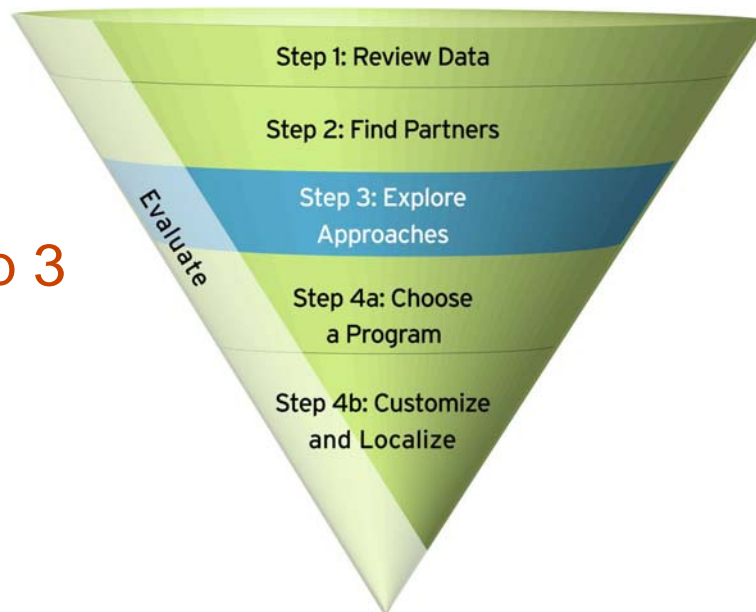 Step 1: Review Data
Step 2: Find Partners
Step 3: Explore
Approaches
Evaluate
3
Step 4a: Choose
a Program
Step 4b: Customize
and Localize